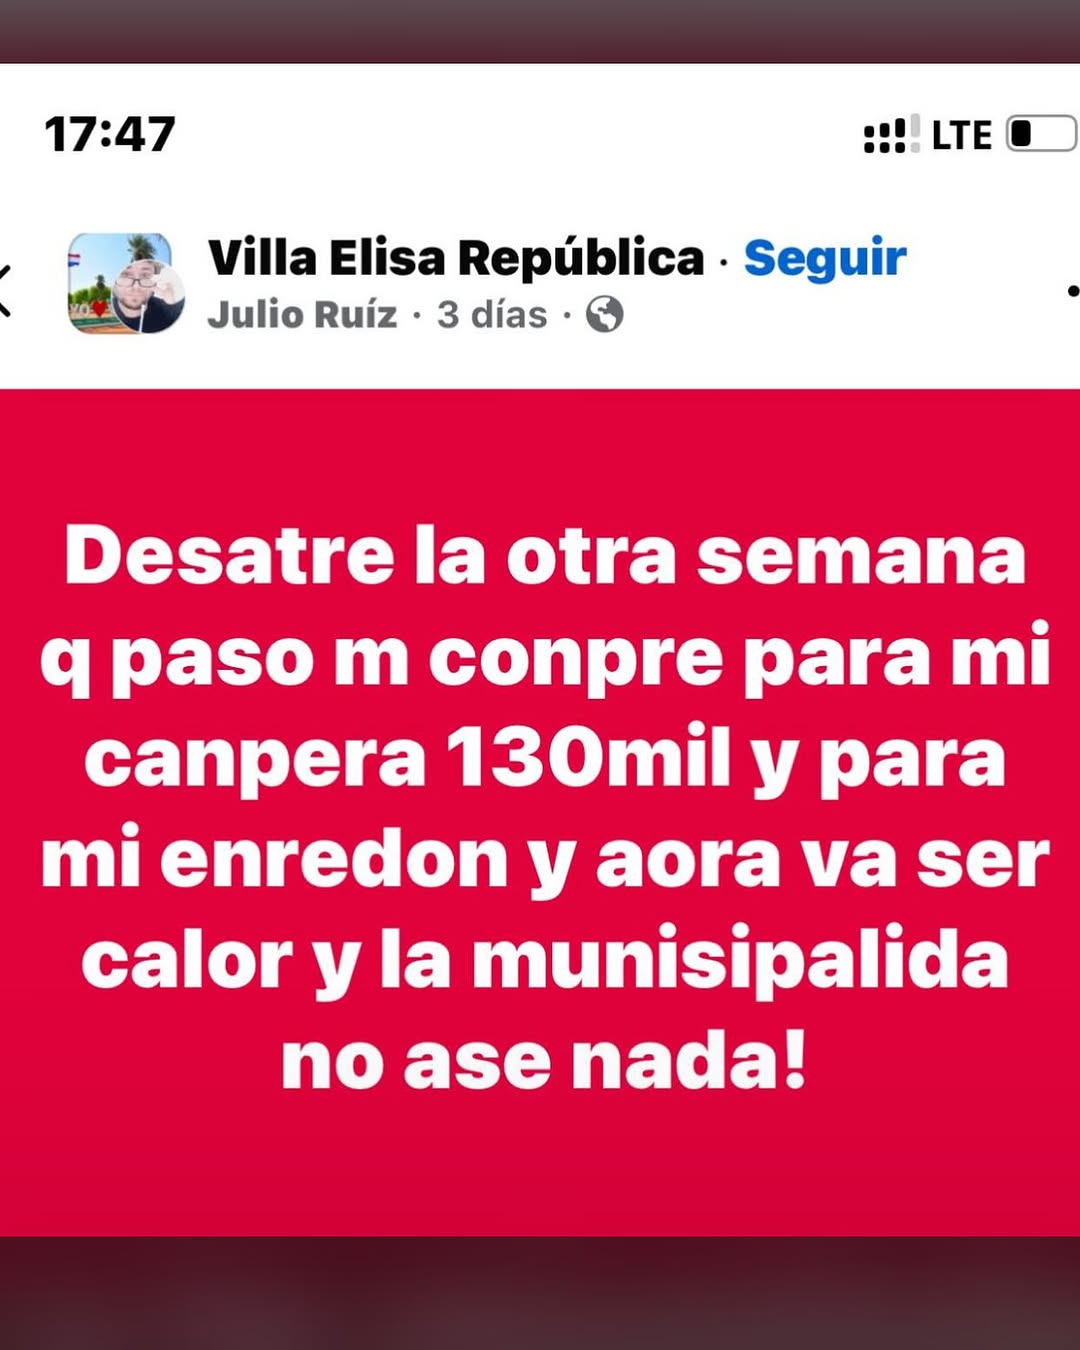 17:47 LTE
Villa Elisa República · Seguir
Julio Ruíz · 3 días ·
Desatre la otra semana
q paso m conpre para mi
canpera 130mil y para
mi enredon y aora va ser
calor y la munisipalida
no ase nada!